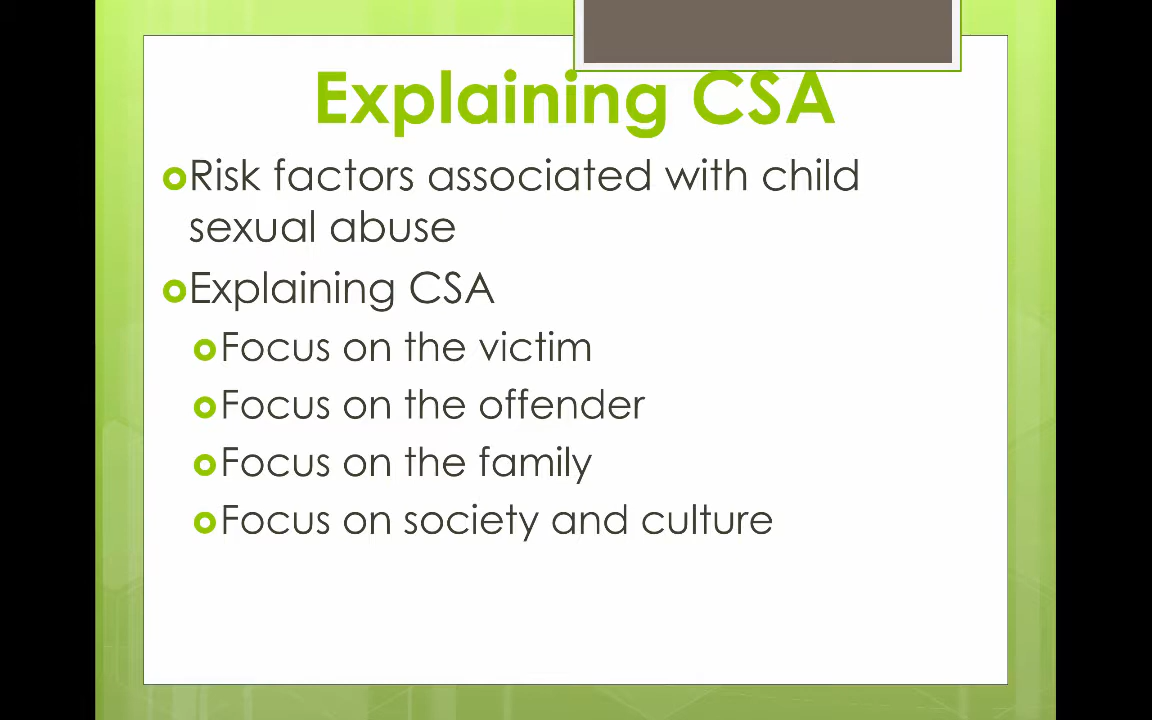 Explaining CSA
Risk factors associated with child
sexual abuse
Explaining CSA
Focus on the victim
Focus on the offender
Focus on the family
Focus on society and culture